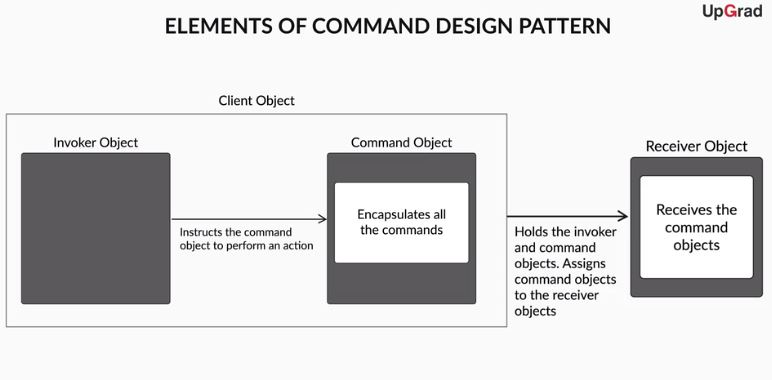 UpGrad
ELEMENTS OF COMMAND DESIGN PATTERN
Client Object
Invoker Object
Command Object
Receiver Object
Encapsulates all
the commands
Instructs the command
object to perform an action
Holds the invoker
and command
objects. Assigns
command objects
to the receiver
objects
Receives the
command
objects